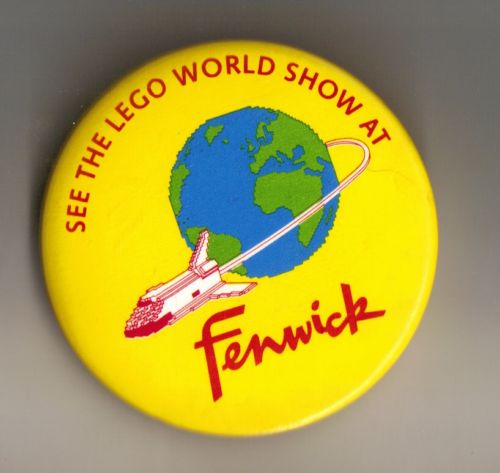 SEE THE LEGO WORLD SHOW AT
Fenwick